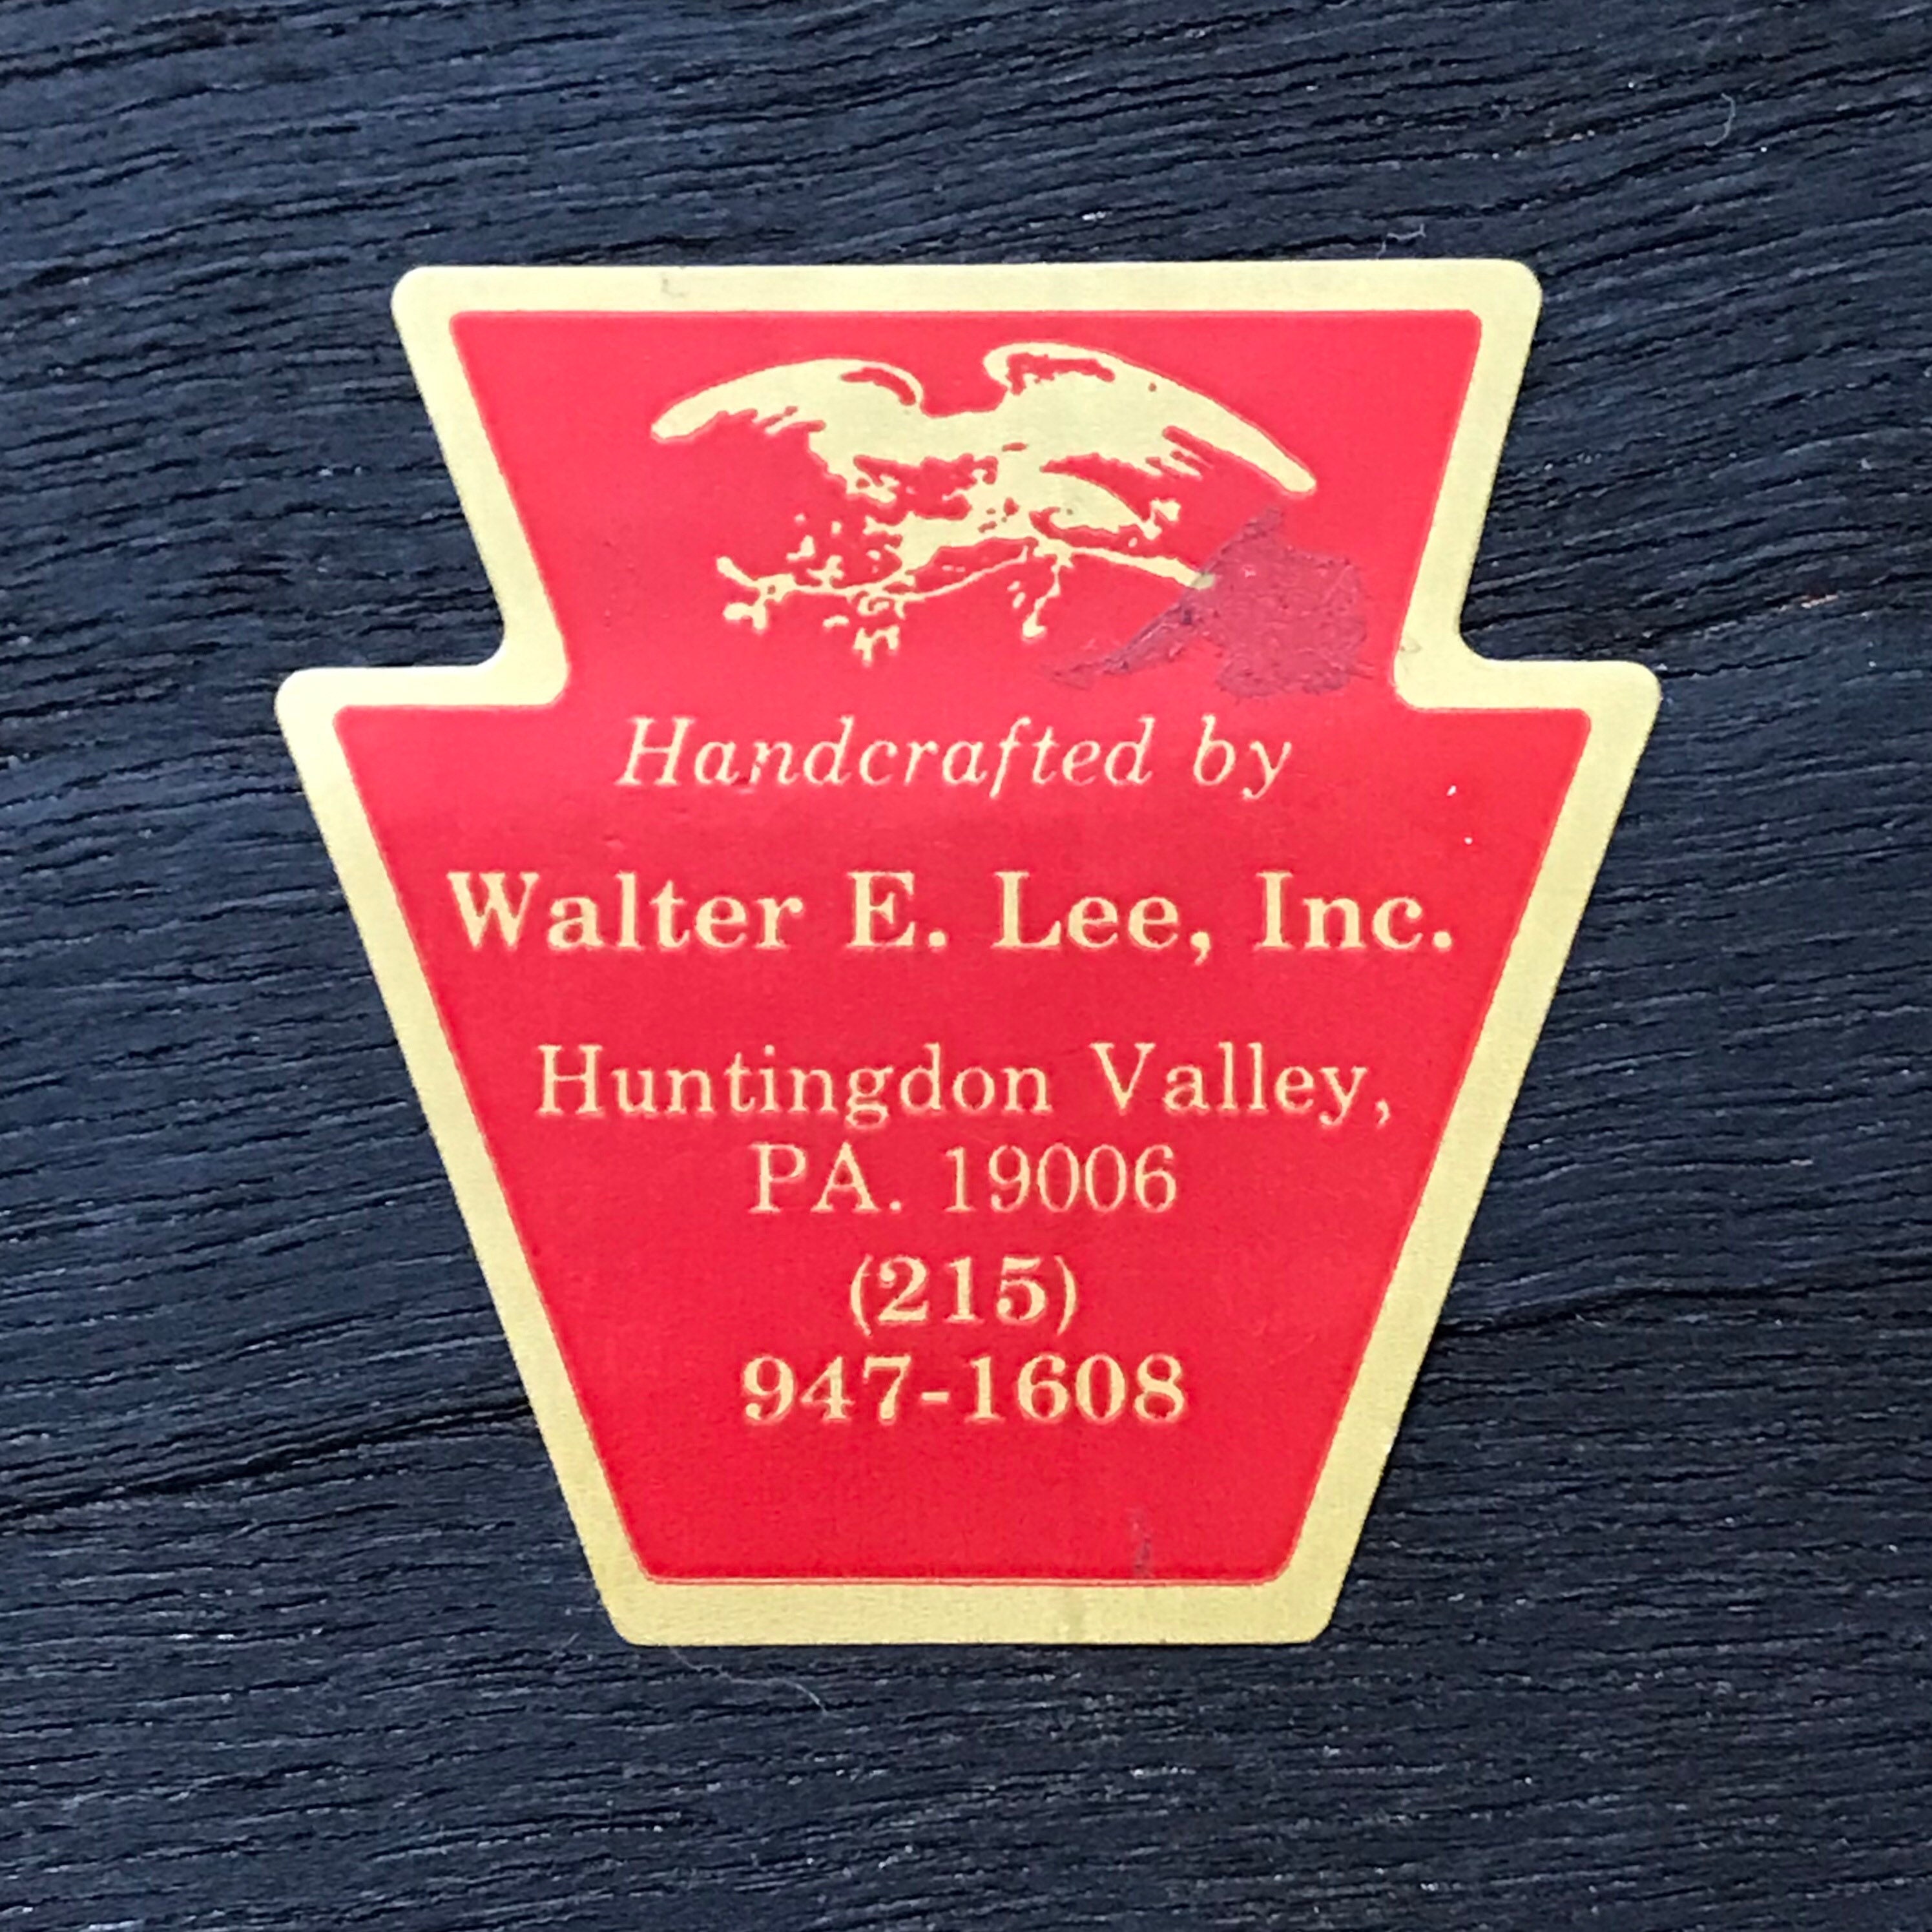 Handcrafted by
Walter E. Lee, Inc.
Huntingdon Valley,
PA. 19006
(215)
947-1608